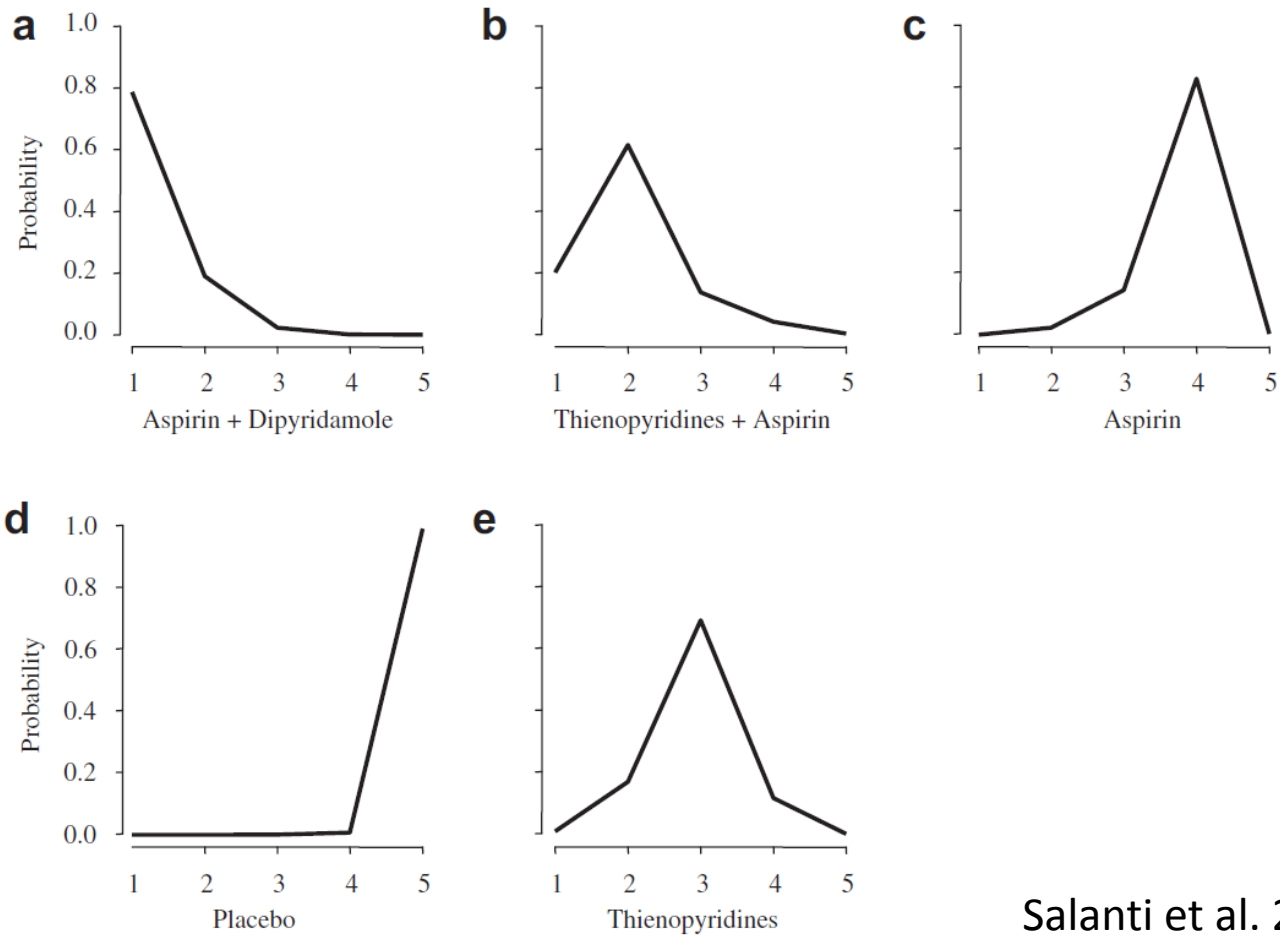 a
1.0
0.8
0.6
0.4
0.2
0.0
Probability
1 2 3 4 5
Aspirin + Dipyridamole
b
1 2 3 4 5
Thienopyridines + Aspirin
c
1 2 3 4 5
Aspirin
d
1.0
0.8
0.6
0.4
0.2
0.0
Probability
1 2 3 4 5
Placebo
e
1 2 3 4 5
Thienopyridines
Salanti et al. 2